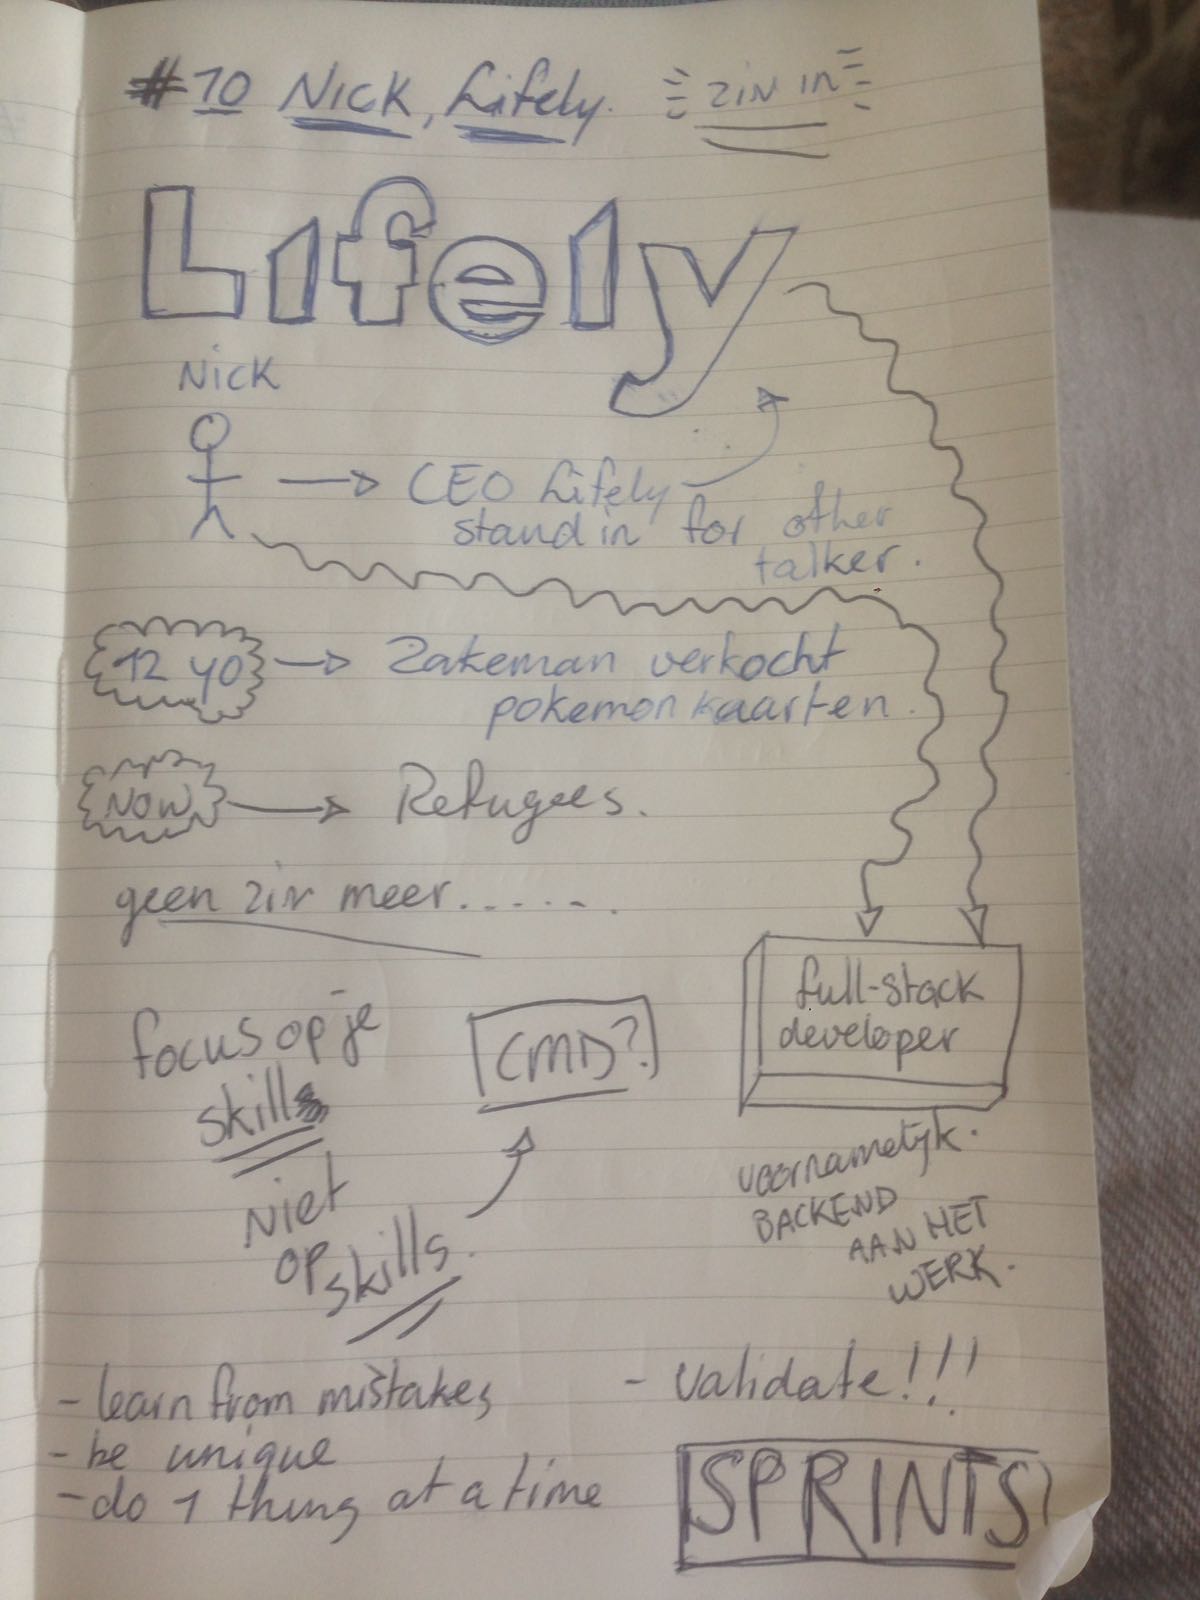 #10 Nick, Lifely. zin in
Lifely
Nick
CEO Lifely
stand in for other
talker.
12 yo
Zakeman verkocht
pokemon kaarten.
NOW
Refugees.
geen zin meer......
full-stack
developer
focus op je
skills
CMD?
voornamelijk.
BACKEND
AAN HET
WERK.
NIET
op skills.
- learn from mistakes
- be unique
- do 1 thing at a time
- validate!!!
SPRINTS